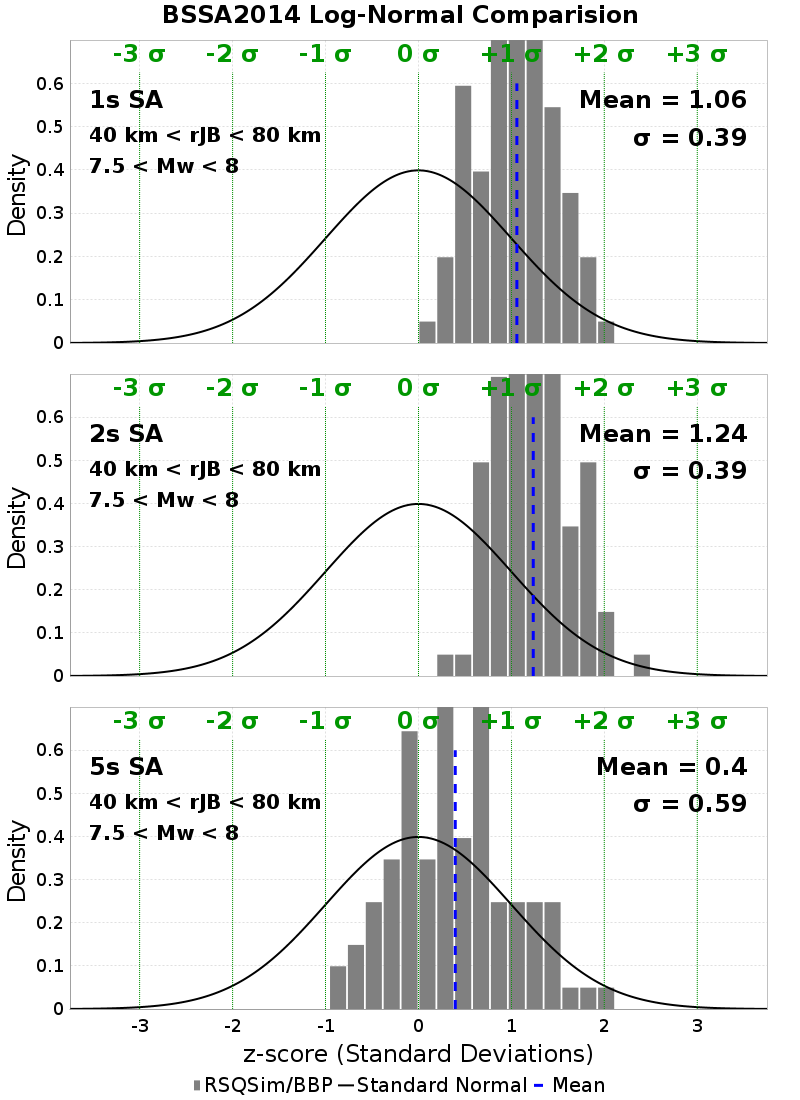 BSSA2014 Log-Normal Comparision
-3 σ -2 σ -1 σ 0 σ +1 σ +2 σ +3 σ
1s SA
Mean = 1.06
40 km < rJB < 80 km
σ = 0.39
7.5 < Mw < 8
0.6
0.5
0.4
0.3
0.2
0.1
0
Density
-3 σ -2 σ -1 σ 0 σ +1 σ +2 σ +3 σ
2s SA
Mean = 1.24
40 km < rJB < 80 km
σ = 0.39
7.5 < Mw < 8
0.6
0.5
0.4
0.3
0.2
0.1
0
Density
-3 σ -2 σ -1 σ 0 σ +1 σ +2 σ +3 σ
5s SA
Mean = 0.4
40 km < rJB < 80 km
σ = 0.59
7.5 < Mw < 8
0.6
0.5
0.4
0.3
0.2
0.1
0
Density
-3 -2 -1 0 1 2 3
z-score (Standard Deviations)
RSQSim/BBP Standard Normal Mean